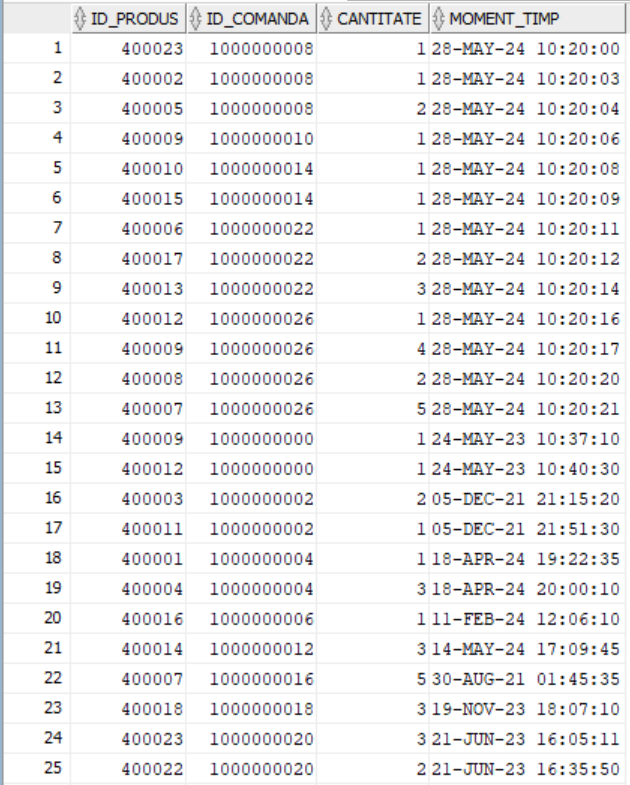 ID_PRODUS ID_COMANDA CANTITATE MOMENT_TIMP
1 400023 1000000008 1 28-MAY-24 10:20:00
2 400002 1000000008 1 28-MAY-24 10:20:03
3 400005 1000000008 2 28-MAY-24 10:20:04
4 400009 1000000010 1 28-MAY-24 10:20:06
5 400010 1000000014 1 28-MAY-24 10:20:08
6 400015 1000000014 1 28-MAY-24 10:20:09
7 400006 1000000022 1 28-MAY-24 10:20:11
8 400017 1000000022 2 28-MAY-24 10:20:12
9 400013 1000000022 3 28-MAY-24 10:20:14
10 400012 1000000026 1 28-MAY-24 10:20:16
11 400009 1000000026 4 28-MAY-24 10:20:17
12 400008 1000000026 2 28-MAY-24 10:20:20
13 400007 1000000026 5 28-MAY-24 10:20:21
14 400009 1000000000 1 24-MAY-23 10:37:10
15 400012 1000000000 1 24-MAY-23 10:40:30
16 400003 1000000002 2 05-DEC-21 21:15:20
17 400011 1000000002 1 05-DEC-21 21:51:30
18 400001 1000000004 1 18-APR-24 19:22:35
19 400004 1000000004 3 18-APR-24 20:00:10
20 400016 1000000006 1 11-FEB-24 12:06:10
21 400014 1000000012 3 14-MAY-24 17:09:45
22 400007 1000000016 5 30-AUG-21 01:45:35
23 400018 1000000018 3 19-NOV-23 18:07:10
24 400023 1000000020 3 21-JUN-23 16:05:11
25 400022 1000000020 2 21-JUN-23 16:35:50